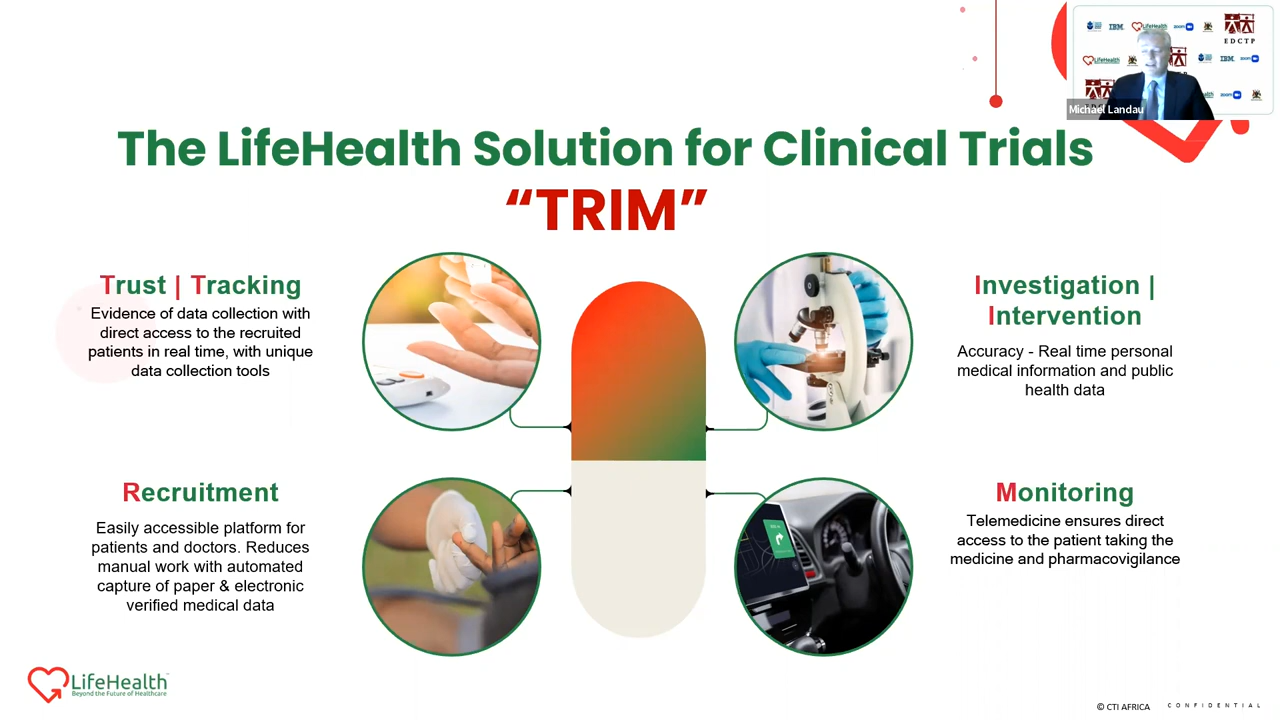 The LifeHealth Solution for Clinical Trials
“TRIM”
Trust | Tracking
Evidence of data collection with
direct access to the recruited
patients in real time, with unique
data collection tools
Investigation |
Intervention
Accuracy - Real time personal
medical information and public
health data
Recruitment
Easily accessible platform for
patients and doctors. Reduces
manual work with automated
capture of paper & electronic
verified medical data
Monitoring
Telemedicine ensures direct
access to the patient taking the
medicine and pharmacovigilance
LifeHealth
Beyond the Future of Healthcare
© CTI AFRICA CONFIDENTIAL
IBM LifeHealth zoom EDCTP
LifeHealth IBM zoom
zoom
Michael Landau